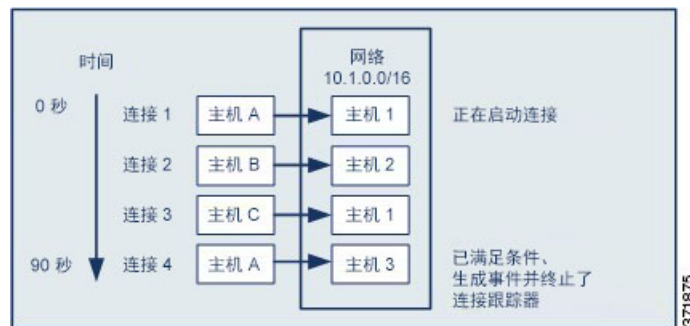 时间
网络
10.1.0.0/16
0 秒
连接 1
主机 A
主机 1
正在启动连接
连接 2
主机 B
主机 2
连接 3
主机 C
主机 1
90 秒
连接 4
主机 A
主机 3
已满足条件、
生成事件并终止了
连接跟踪器
371875